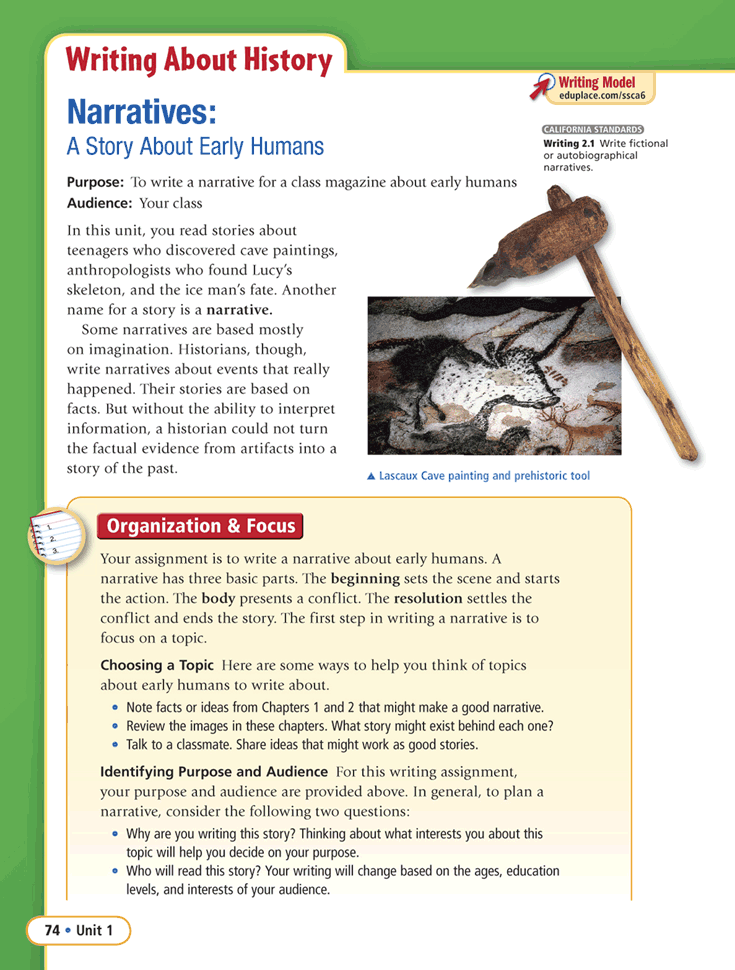 Writing About History
Writing Model
eduplace.com/ssca6
Narratives:
A Story About Early Humans
CALIFORNIA STANDARDS
Writing 2.1 Write fictional
or autobiographical
narratives.
Purpose: To write a narrative for a class magazine about early humans
Audience: Your class
In this unit, you read stories about
teenagers who discovered cave paintings,
anthropologists who found Lucy's
skeleton, and the ice man's fate. Another
name for a story is a narrative.
Some narratives are based mostly
on imagination. Historians, though,
write narratives about events that really
happened. Their stories are based on
facts. But without the ability to interpret
information, a historian could not turn
the factual evidence from artifacts into a
story of the past.
▲ Lascaux Cave painting and prehistoric tool
1.
2.
3.
Organization & Focus
Your assignment is to write a narrative about early humans. A
narrative has three basic parts. The beginning sets the scene and starts
the action. The body presents a conflict. The resolution settles the
conflict and ends the story. The first step in writing a narrative is to
focus on a topic.
Choosing a Topic Here are some ways to help you think of topics
about early humans to write about.
• Note facts or ideas from Chapters 1 and 2 that might make a good narrative.
• Review the images in these chapters. What story might exist behind each one?
• Talk to a classmate. Share ideas that might work as good stories.
Identifying Purpose and Audience For this writing assignment,
your purpose and audience are provided above. In general, to plan a
narrative, consider the following two questions:
• Why are you writing this story? Thinking about what interests you about this
topic will help you decide on your purpose.
• Who will read this story? Your writing will change based on the ages, education
levels, and interests of your audience.
74 • Unit 1